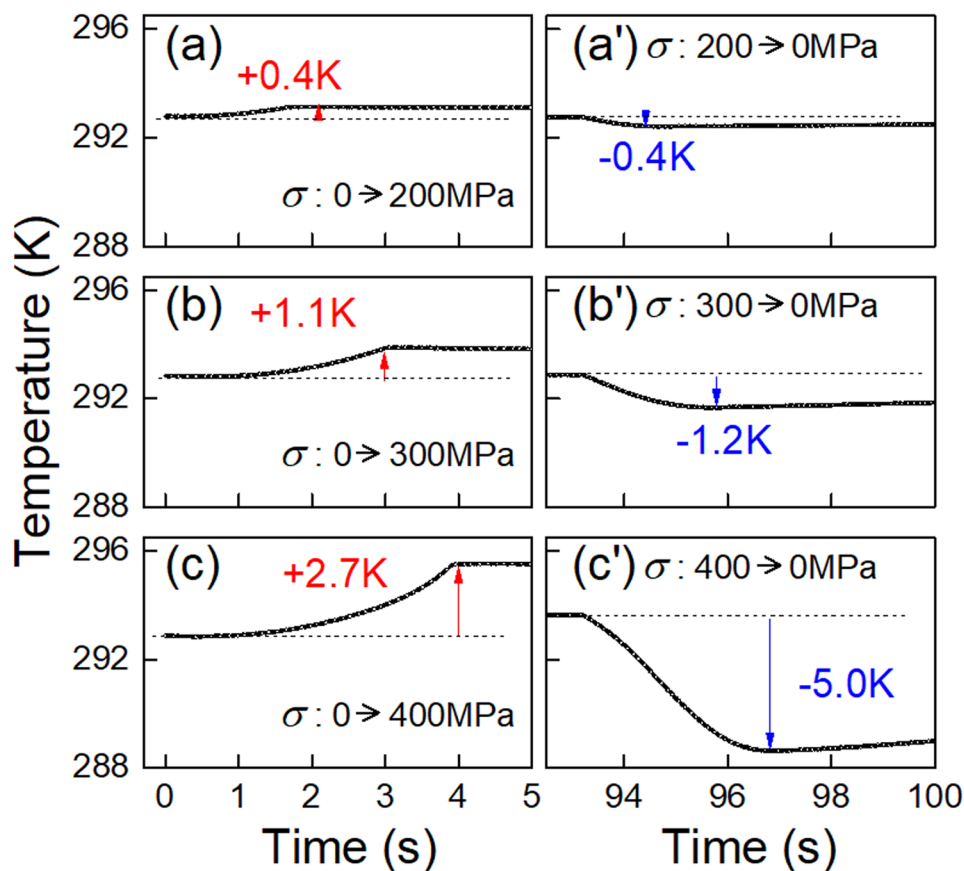 Temperature (K)
296
292
288
(a)
+0.4K
σ : 0→200MPa
(a') σ : 200→0MPa
-0.4K
296
292
288
(b)
+1.1K
σ : 0→300MPa
(b') σ : 300→0MPa
-1.2K
296
292
288
(c)
+2.7K
σ : 0→400MPa
(c') σ : 400→0MPa
-5.0K
0 1 2 3 4 5
94 96 98 100
Time (s)
Time (s)